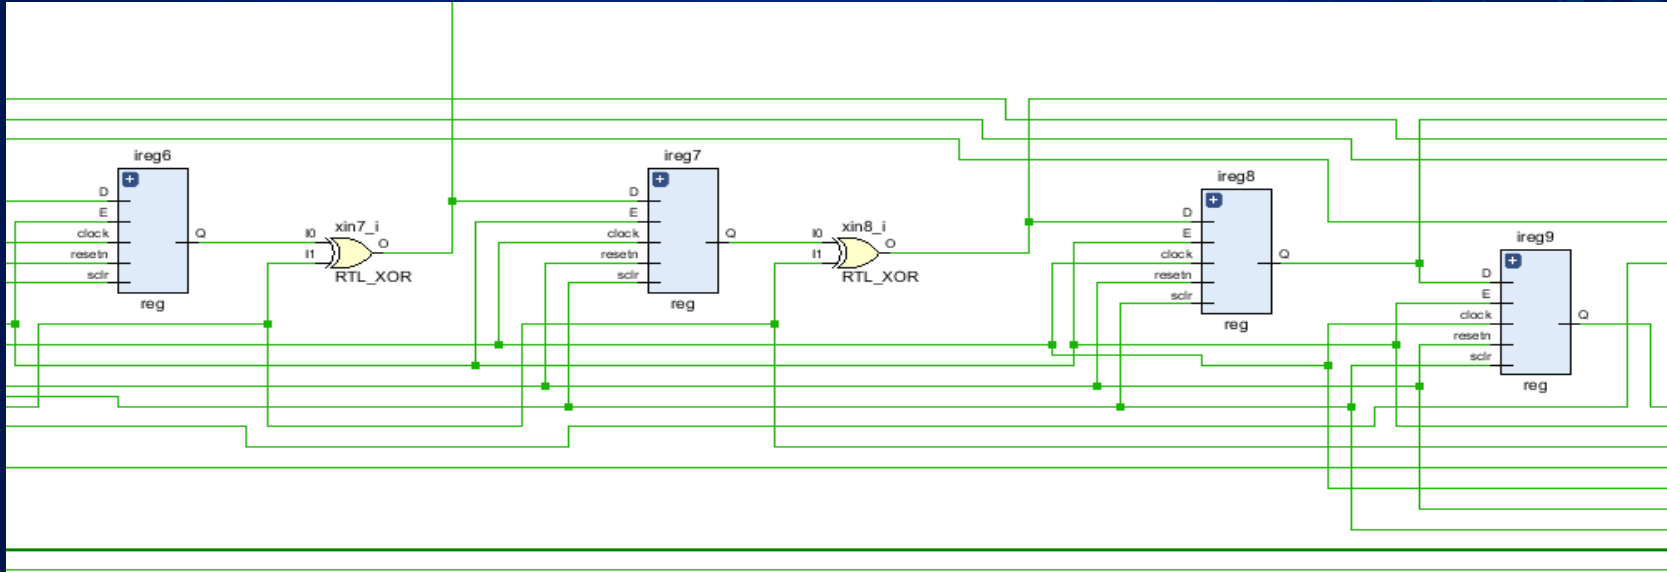 ireg6
D
E
clock
resetn
sclr
Q
reg
xin7_i
I0
I1
O
RTL_XOR
ireg7
D
E
clock
resetn
sclr
Q
reg
xin8_i
I0
I1
O
RTL_XOR
ireg8
D
E
clock
resetn
sclr
Q
reg
ireg9
D
E
clock
resetn
sclr
Q
reg